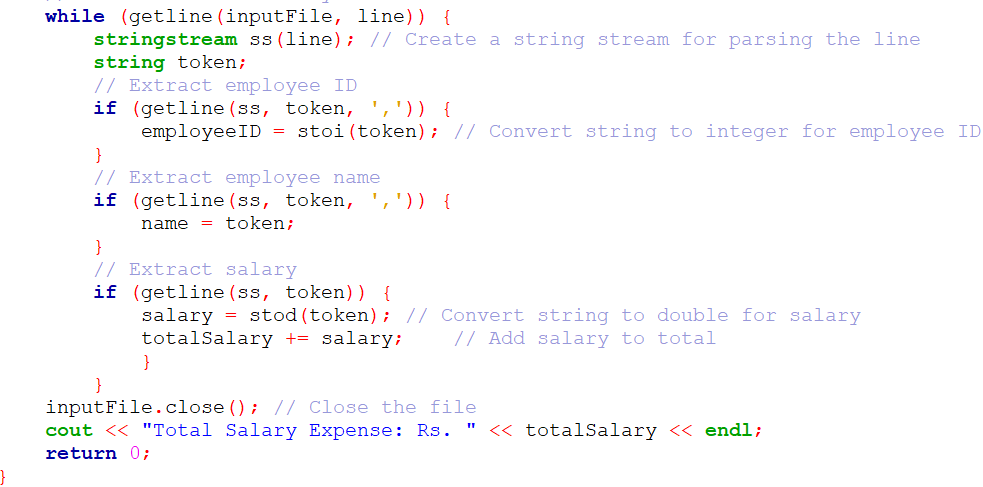 while (getline(inputFile, line)) {
stringstream ss(line); // Create a string stream for parsing the line
string token;
// Extract employee ID
if (getline(ss, token, ',')) {
employeeID = stoi(token); // Convert string to integer for employee ID
}
// Extract employee name
if (getline(ss, token, ',')) {
name = token;
}
// Extract salary
if (getline(ss, token)) {
salary = stod(token); // Convert string to double for salary
totalSalary += salary; // Add salary to total
}
}
inputFile.close(); // Close the file
cout << "Total Salary Expense: Rs. " << totalSalary << endl;
return 0;
}